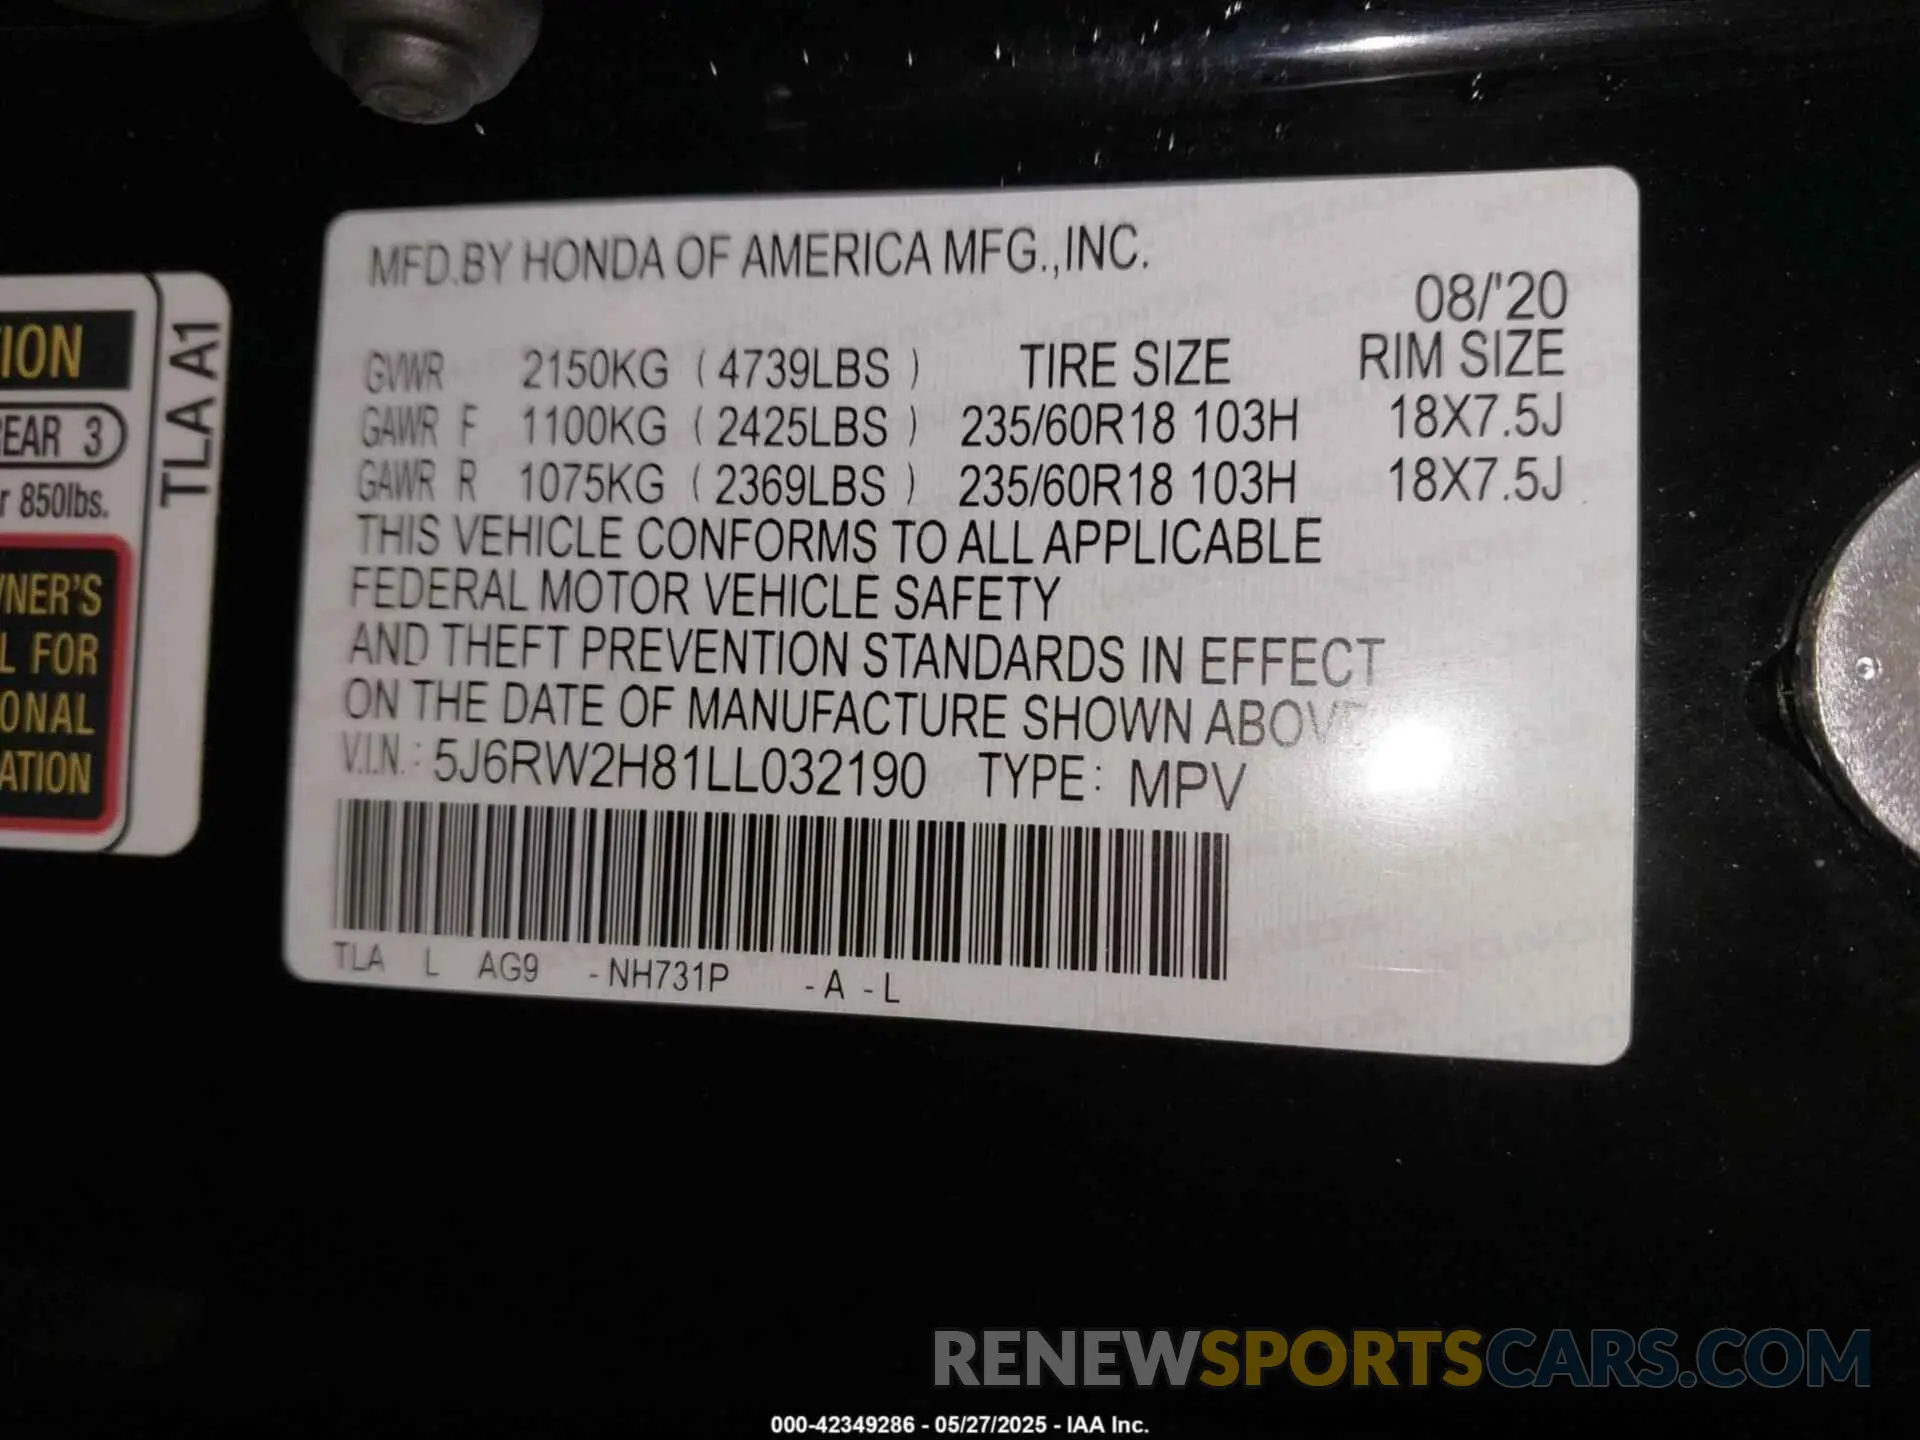 MFD.BY HONDA OF AMERICA MFG.,INC.
08/'20
GVWR 2150KG ( 4739LBS ) TIRE SIZE RIM SIZE
GAWR F 1100KG ( 2425LBS ) 235/60R18 103H 18X7.5J
GAWR R 1075KG ( 2369LBS ) 235/60R18 103H 18X7.5J
THIS VEHICLE CONFORMS TO ALL APPLICABLE
FEDERAL MOTOR VEHICLE SAFETY
AND THEFT PREVENTION STANDARDS IN EFFECT
ON THE DATE OF MANUFACTURE SHOWN ABOVE
V.I.N.: 5J6RW2H81LL032190 TYPE: MPV
TLA L AG9 -NH731P -A -L
TLA A1
ION
EAR 3
r 850lbs.
NER'S
L FOR
ONAL
ATION
RENEWSPORTSCARS.COM
000-42349286 - 05/27/2025 - IAA Inc.